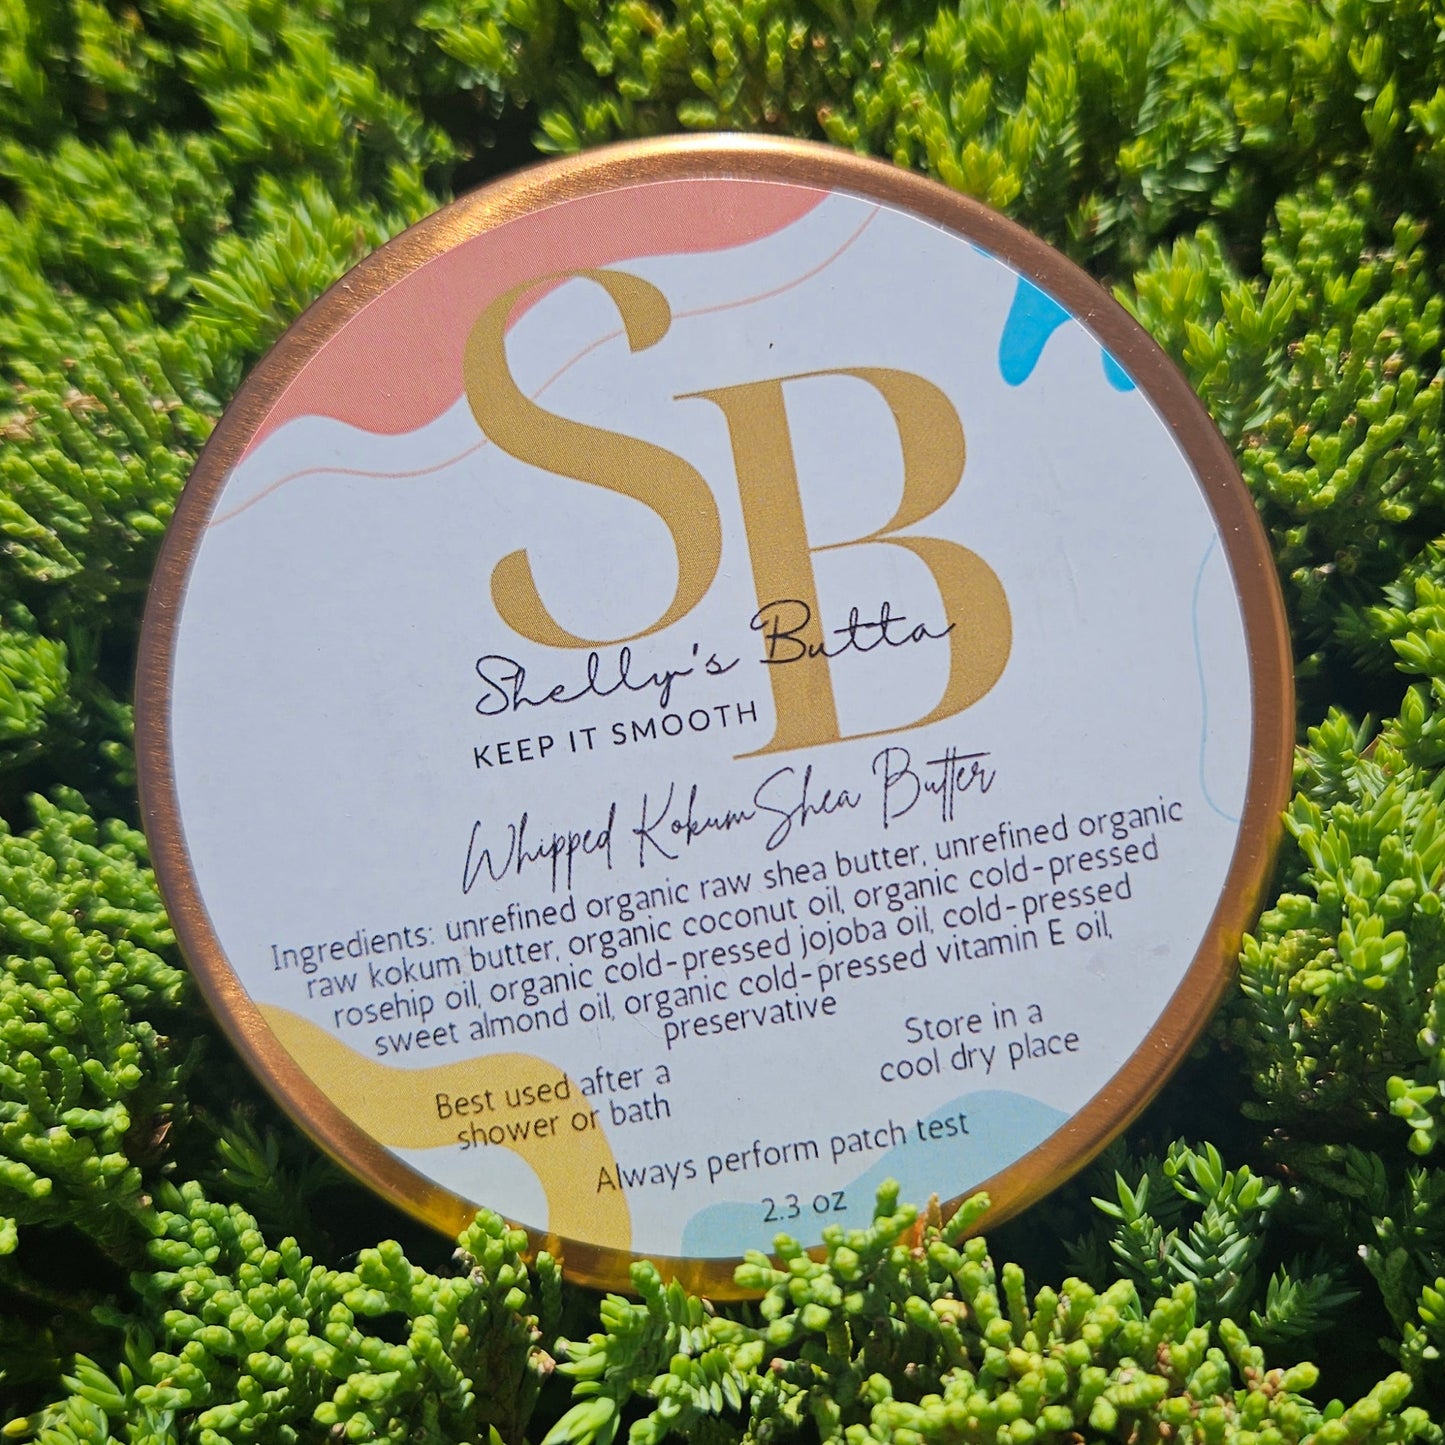 SB
Shelly's Butta
KEEP IT SMOOTH
Whipped Kokum Shea Butter
Ingredients: unrefined organic raw shea butter, unrefined organic
raw kokum butter, organic coconut oil, organic cold-pressed
rosehip oil, organic cold-pressed jojoba oil, cold-pressed
sweet almond oil, organic cold-pressed vitamin E oil,
preservative
Best used after a
shower or bath
Store in a
cool dry place
Always perform patch test
2.3 oz